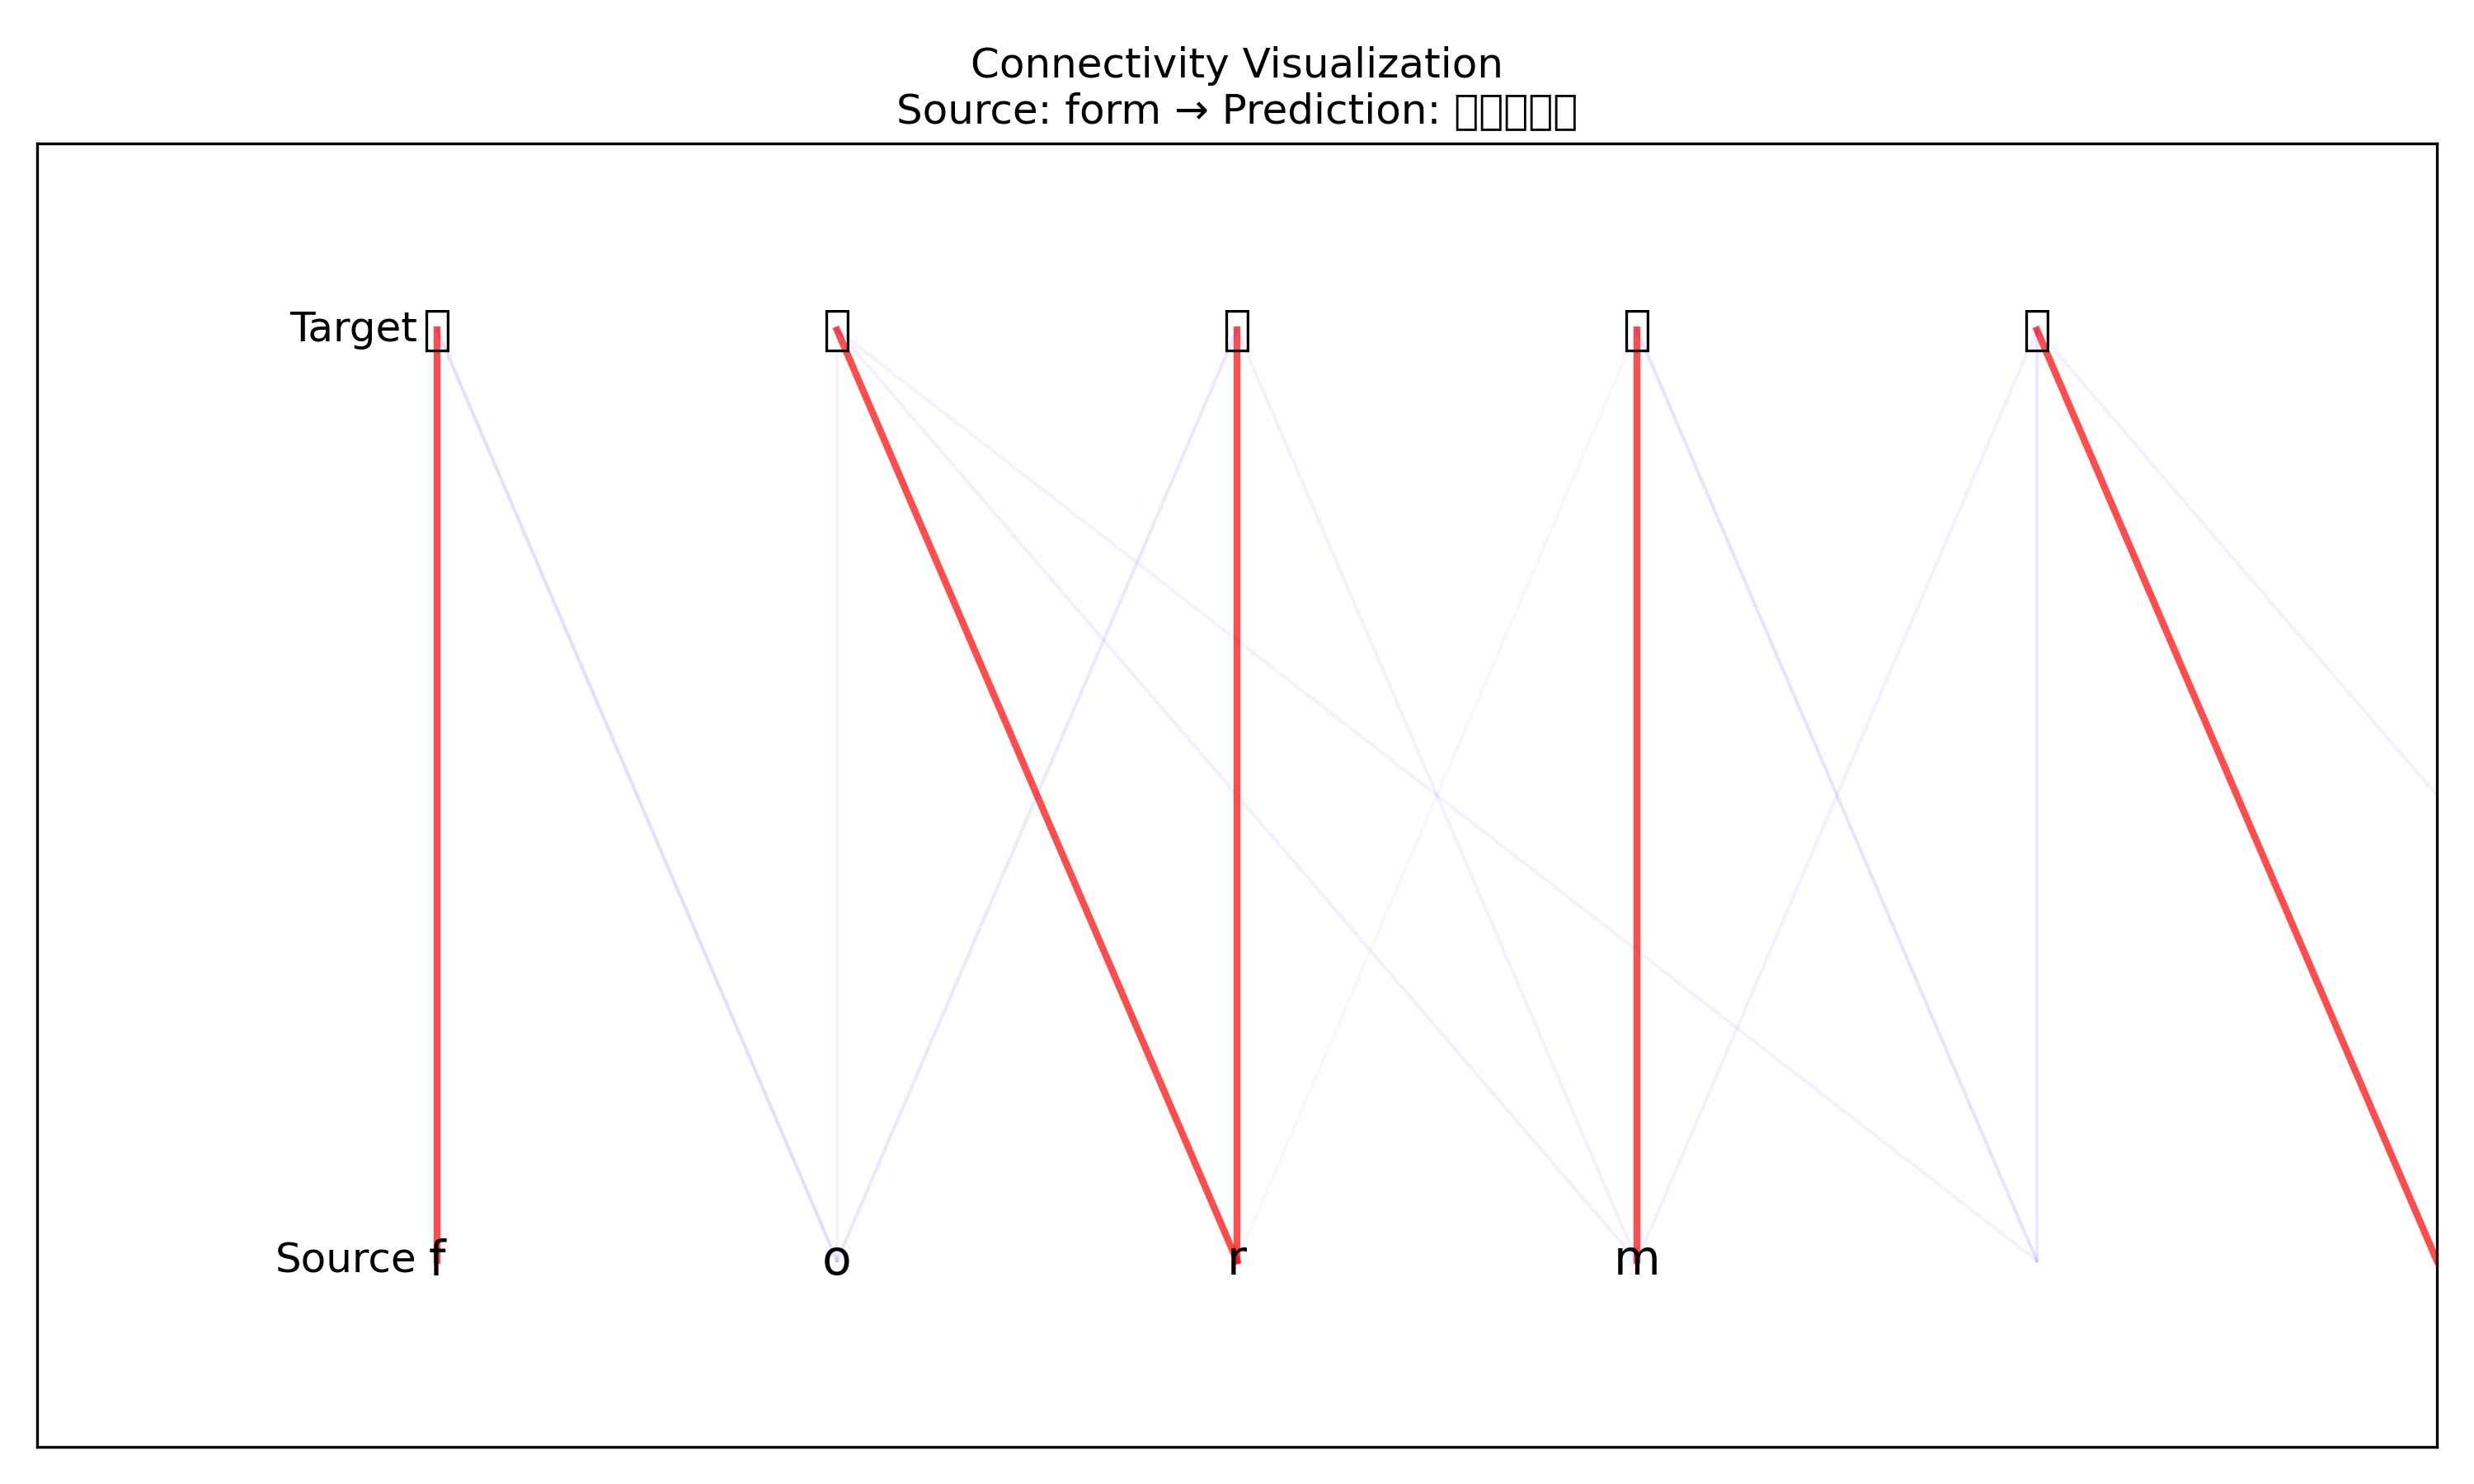 Connectivity Visualization
Source: form → Prediction:
Target
Source f o r m